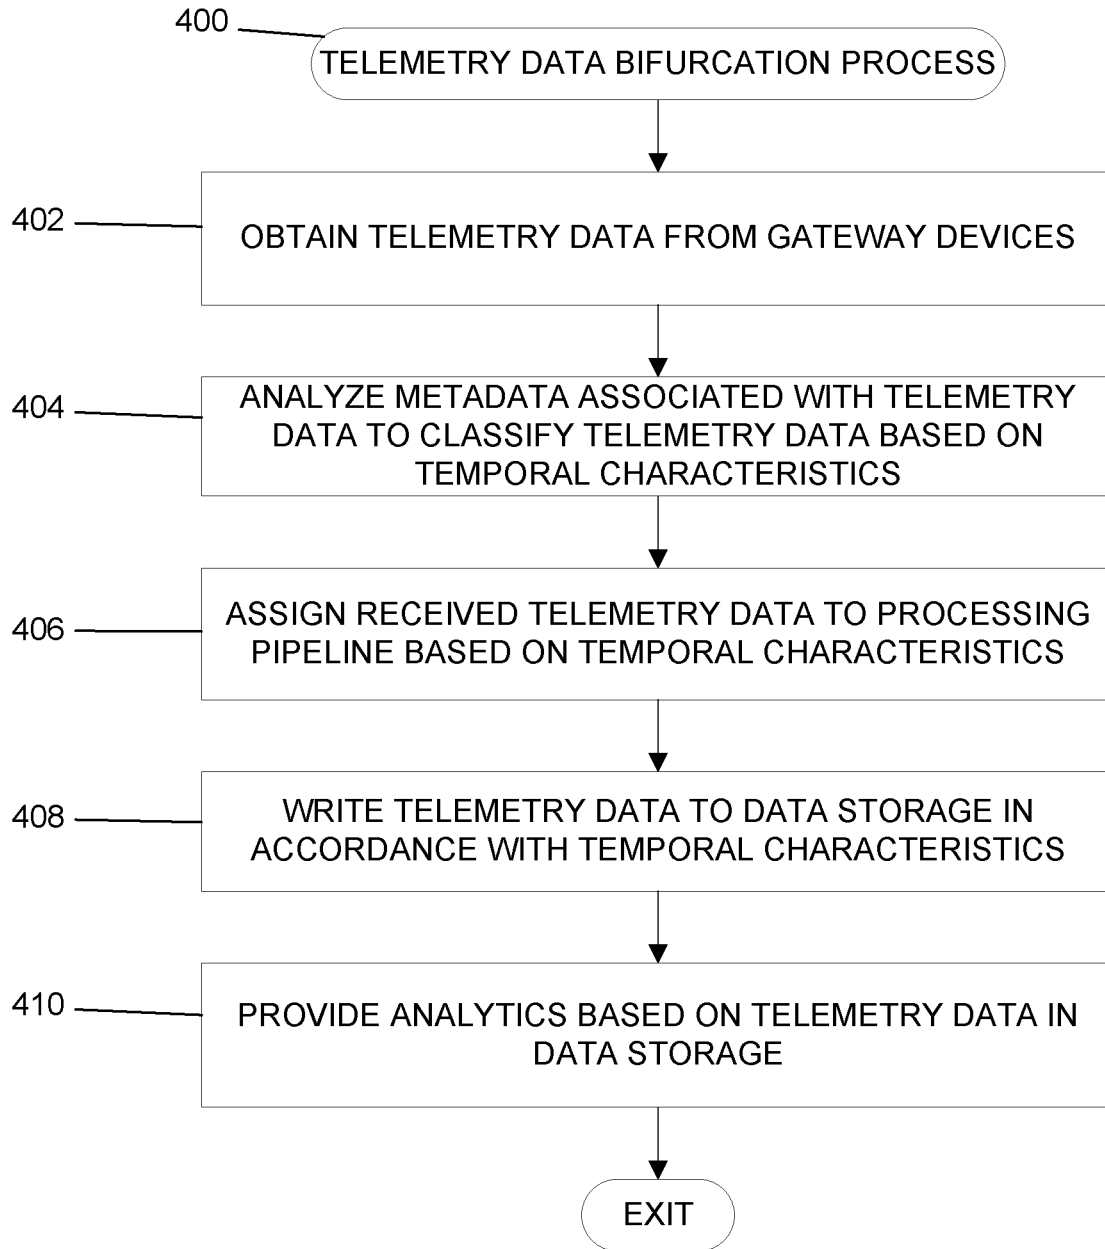 400
TELEMETRY DATA BIFURCATION PROCESS
402
OBTAIN TELEMETRY DATA FROM GATEWAY DEVICES
404
ANALYZE METADATA ASSOCIATED WITH TELEMETRY
DATA TO CLASSIFY TELEMETRY DATA BASED ON
TEMPORAL CHARACTERISTICS
406
ASSIGN RECEIVED TELEMETRY DATA TO PROCESSING
PIPELINE BASED ON TEMPORAL CHARACTERISTICS
408
WRITE TELEMETRY DATA TO DATA STORAGE IN
ACCORDANCE WITH TEMPORAL CHARACTERISTICS
410
PROVIDE ANALYTICS BASED ON TELEMETRY DATA IN
DATA STORAGE
EXIT